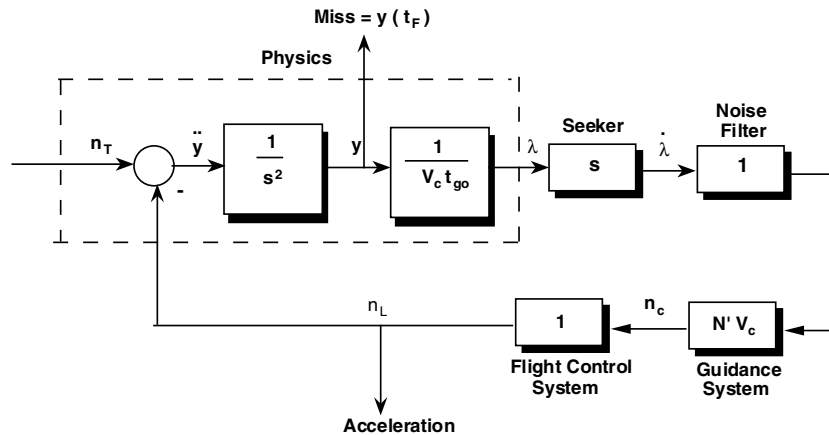 Miss = y ( t_F )
Physics
n_T
-
ÿ
1
s²
y
1
V_c t_go
λ
Seeker
s
λ̇
Noise
Filter
1
n_L
1
Flight Control
System
n_c
N' V_c
Guidance
System
Acceleration